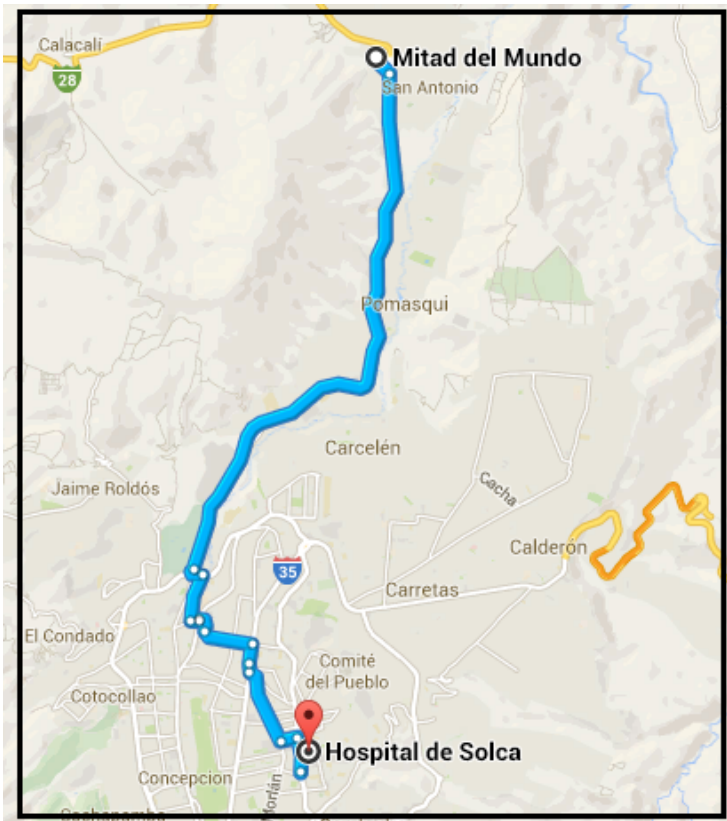 Calacalí
Mitad del Mundo
28
San Antonio
Pomasqui
Carcelén
Cacha
Jaime Roldós
Calderón
35
Carretas
El Condado
Comité
del Pueblo
Cotocollao
Hospital de Solca
Concepcion
Morlán